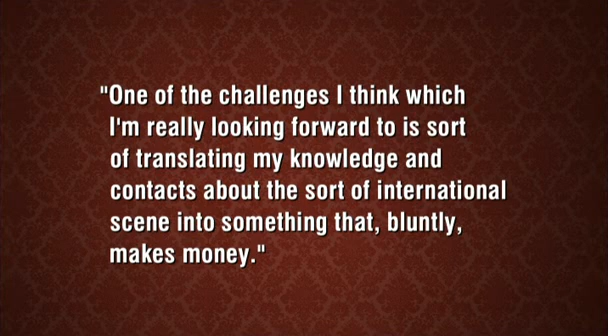 "One of the challenges I think which
I'm really looking forward to is sort
of translating my knowledge and
contacts about the sort of international
scene into something that, bluntly,
makes money."